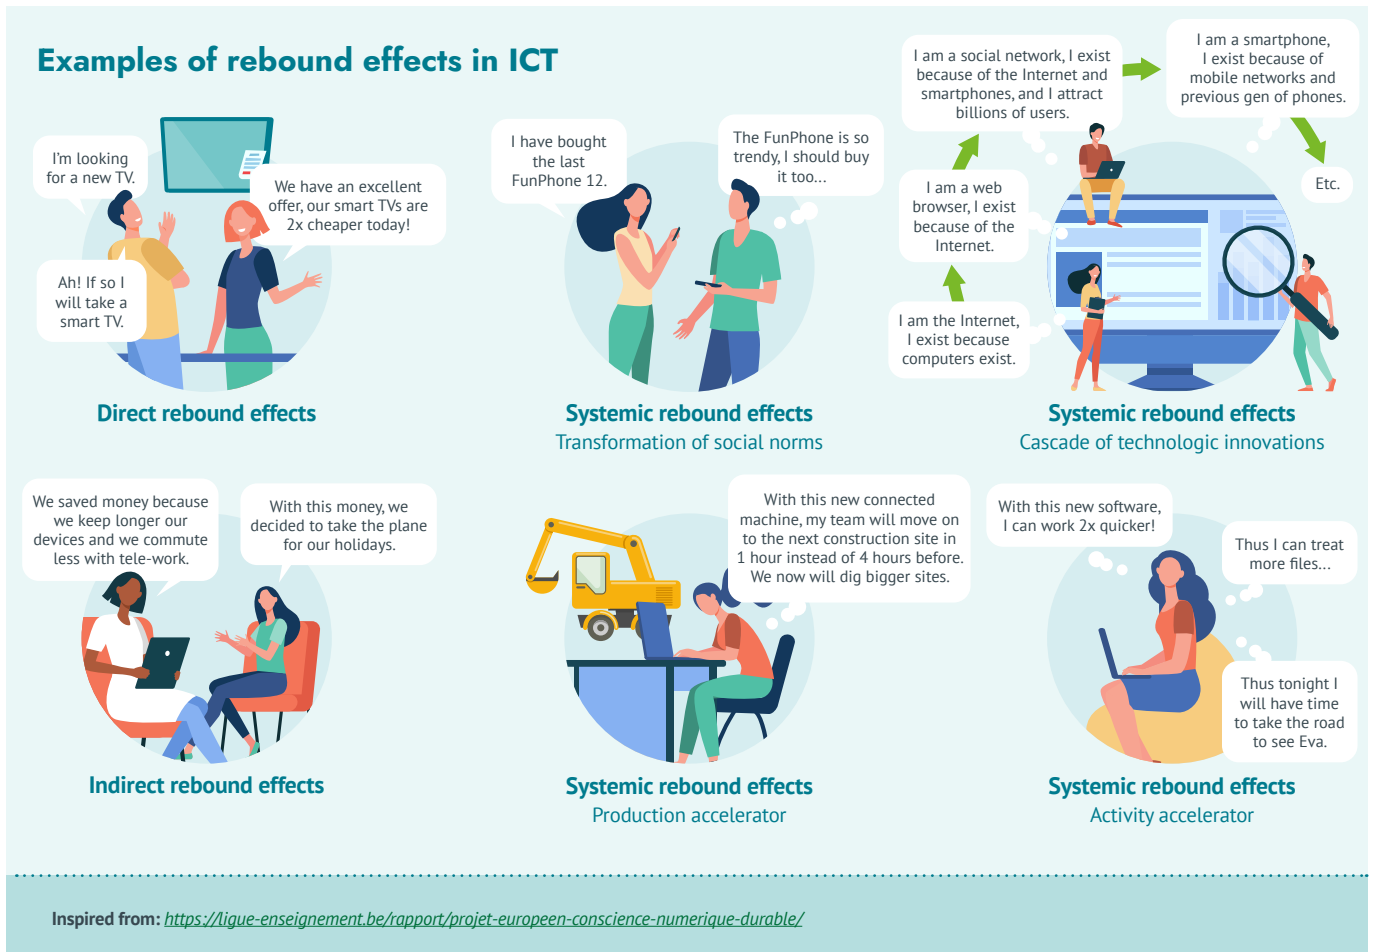 Examples of rebound effects in ICT
I'm looking
for a new TV.
We have an excellent
offer, our smart TVs are
2x cheaper today!
Ah! If so I
will take a
smart TV.
Direct rebound effects
I have bought
the last
FunPhone 12.
The FunPhone is so
trendy, I should buy
it too...
Systemic rebound effects
Transformation of social norms
I am the Internet,
I exist because
computers exist.
I am a web
browser, I exist
because of the
Internet.
I am a social network, I exist
because of the Internet and
smartphones, and I attract
billions of users.
I am a smartphone,
I exist because of
mobile networks and
previous gen of phones.
Etc.
Systemic rebound effects
Cascade of technologic innovations
We saved money because
we keep longer our
devices and we commute
less with tele-work.
With this money, we
decided to take the plane
for our holidays.
Indirect rebound effects
With this new connected
machine, my team will move on
to the next construction site in
1 hour instead of 4 hours before.
We now will dig bigger sites.
Systemic rebound effects
Production accelerator
With this new software,
I can work 2x quicker!
Thus I can treat
more files...
Thus tonight I
will have time
to take the road
to see Eva.
Systemic rebound effects
Activity accelerator
Inspired from: https://ligue-enseignement.be/rapport/projet-europeen-conscience-numerique-durable/